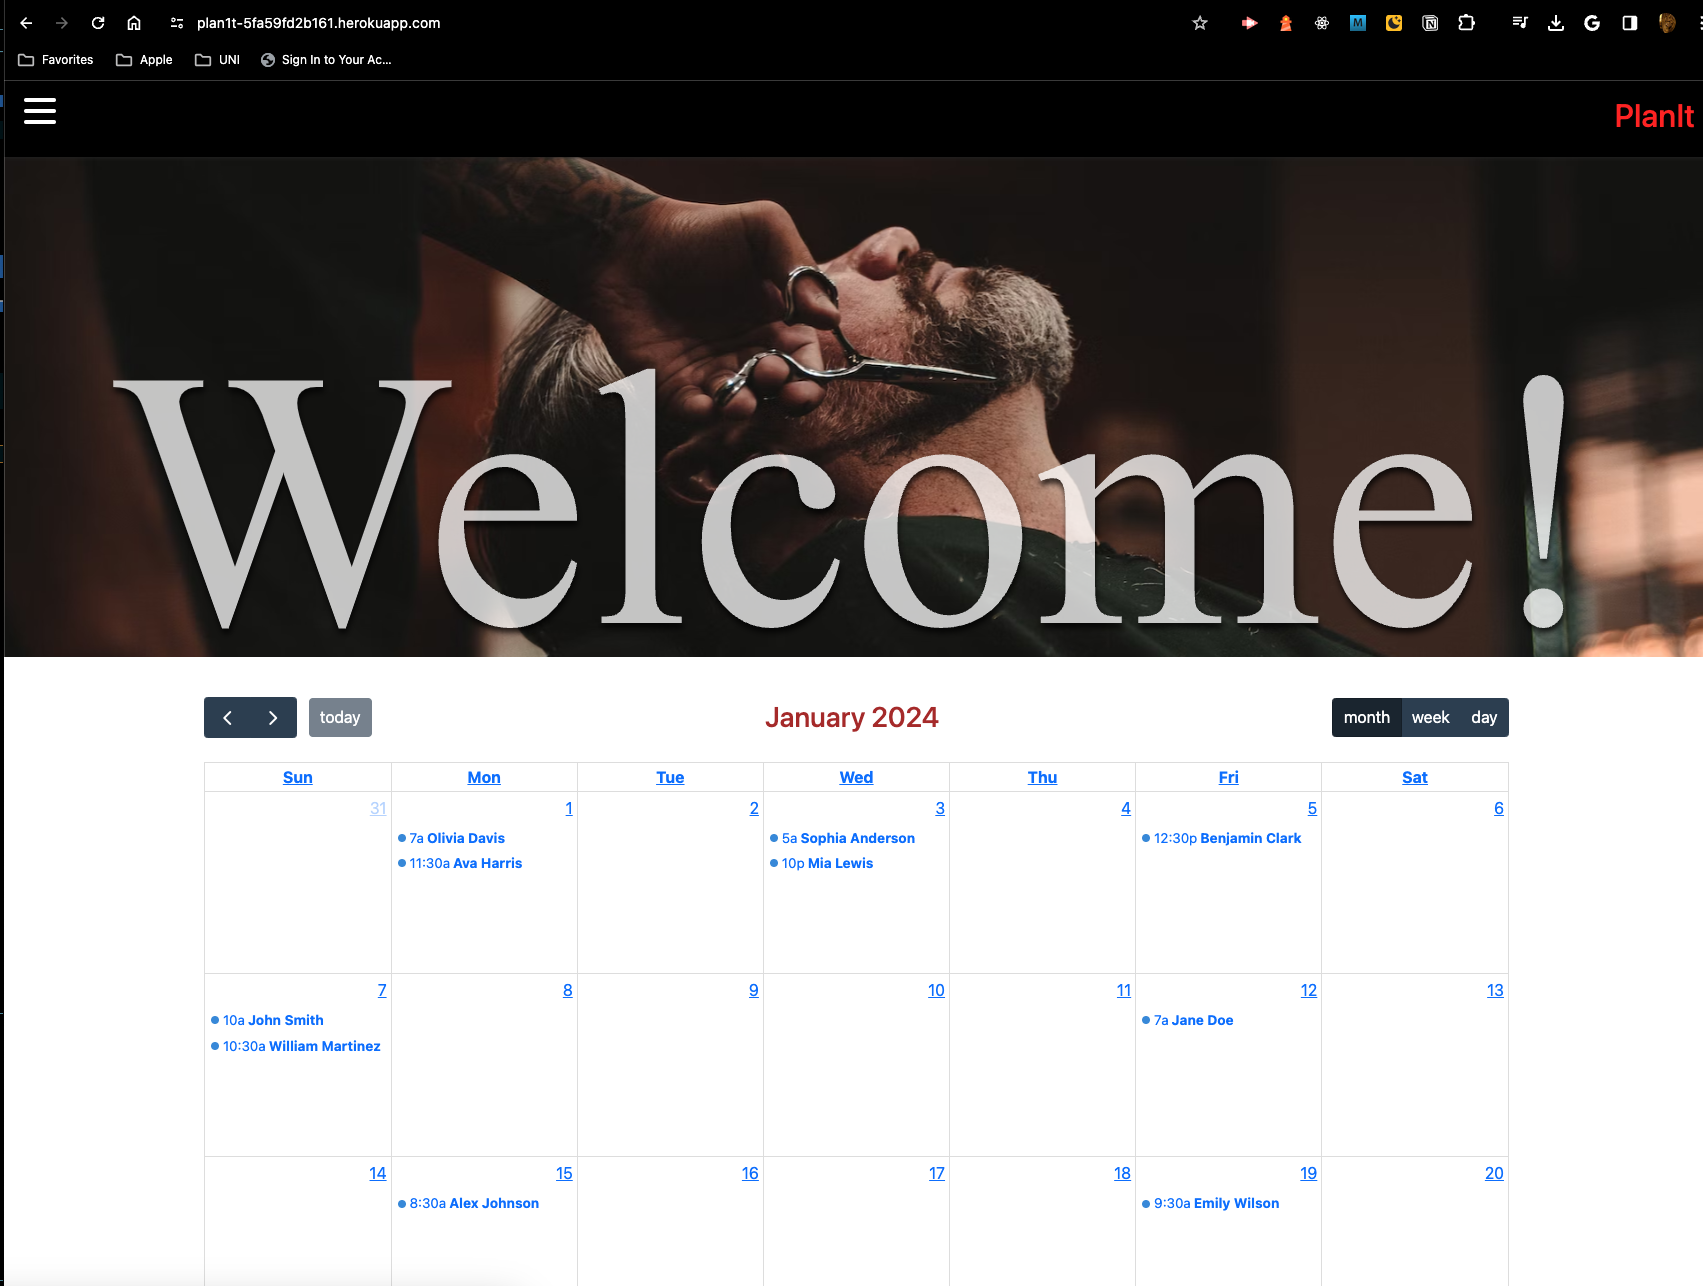 plan1t-5fa59fd2b161.herokuapp.com
Favorites Apple UNI Sign In to Your Ac...
PlanIt
Welcome!
today January 2024 month week day
Sun Mon Tue Wed Thu Fri Sat
31 1 2 3 4 5 6
7a Olivia Davis 5a Sophia Anderson 12:30p Benjamin Clark
11:30a Ava Harris 10p Mia Lewis
7 8 9 10 11 12 13
10a John Smith 7a Jane Doe
10:30a William Martinez
14 15 16 17 18 19 20
8:30a Alex Johnson 9:30a Emily Wilson